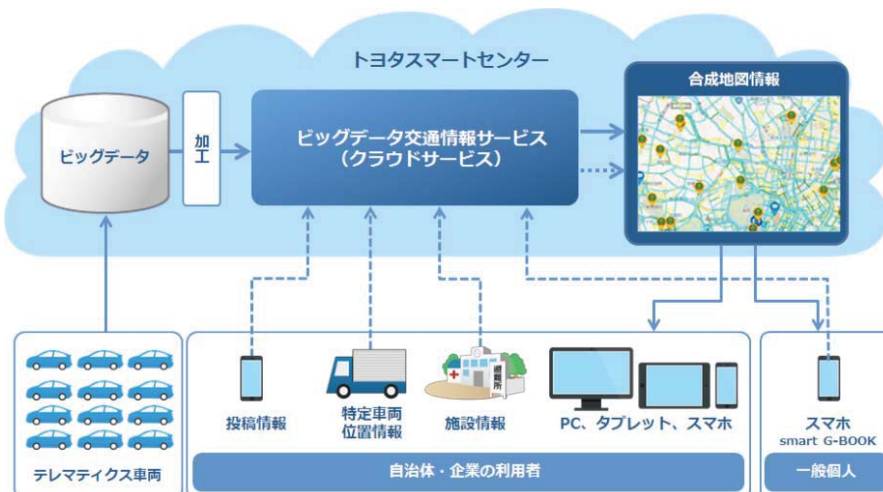 トヨタスマートセンター
合成地図情報
ビッグデータ
加工
ビッグデータ交通情報サービス
（クラウドサービス）
投稿情報
特定車両
位置情報
避難所
施設情報
PC、タブレット、スマホ
スマホ
smart G-BOOK
テレマティクス車両
自治体・企業の利用者
一般個人